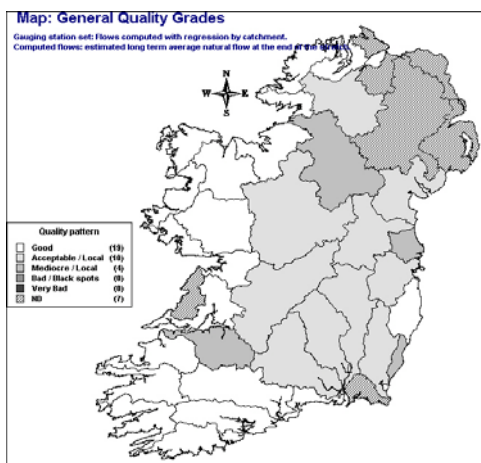 Map: General Quality Grades
Gauging station set: Flows computed with regression by catchment.
Computed flows: estimated long term average natural flow at the end of the
N
W E
S
Quality pattern
Good (19)
Acceptable / Local (10)
Mediocre / Local (4)
Bad / Black spots (0)
Very Bad (0)
ND (7)